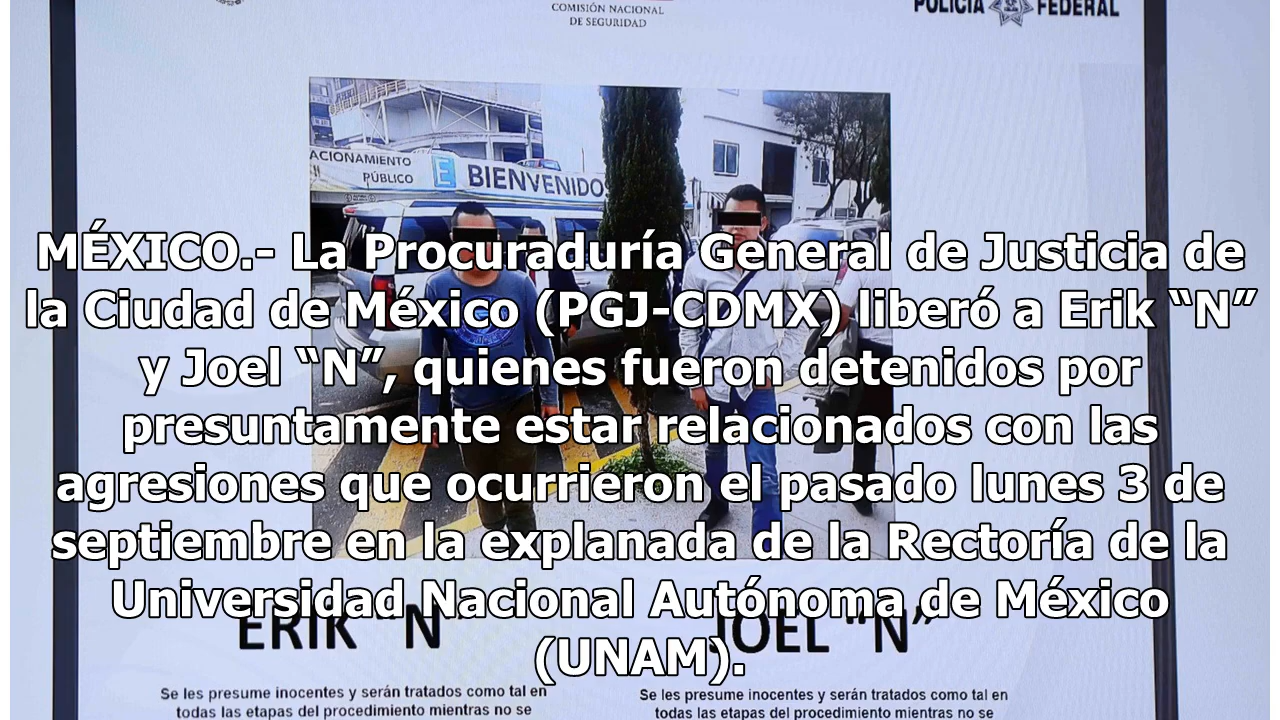 COMISIÓN NACIONAL
DE SEGURIDAD
POLICÍA FEDERAL
ACIONAMIENTO
PÚBLICO
E BIENVENIDO
MÉXICO.- La Procuraduría General de Justicia de
la Ciudad de México (PGJ-CDMX) liberó a Erik “N”
y Joel “N”, quienes fueron detenidos por
presuntamente estar relacionados con las
agresiones que ocurrieron el pasado lunes 3 de
septiembre en la explanada de la Rectoría de la
Universidad Nacional Autónoma de México
(UNAM).
ERIK “N”
JOEL “N”
Se les presume inocentes y serán tratados como tal en
todas las etapas del procedimiento mientras no se
Se les presume inocentes y serán tratados como tal en
todas las etapas del procedimiento mientras no se